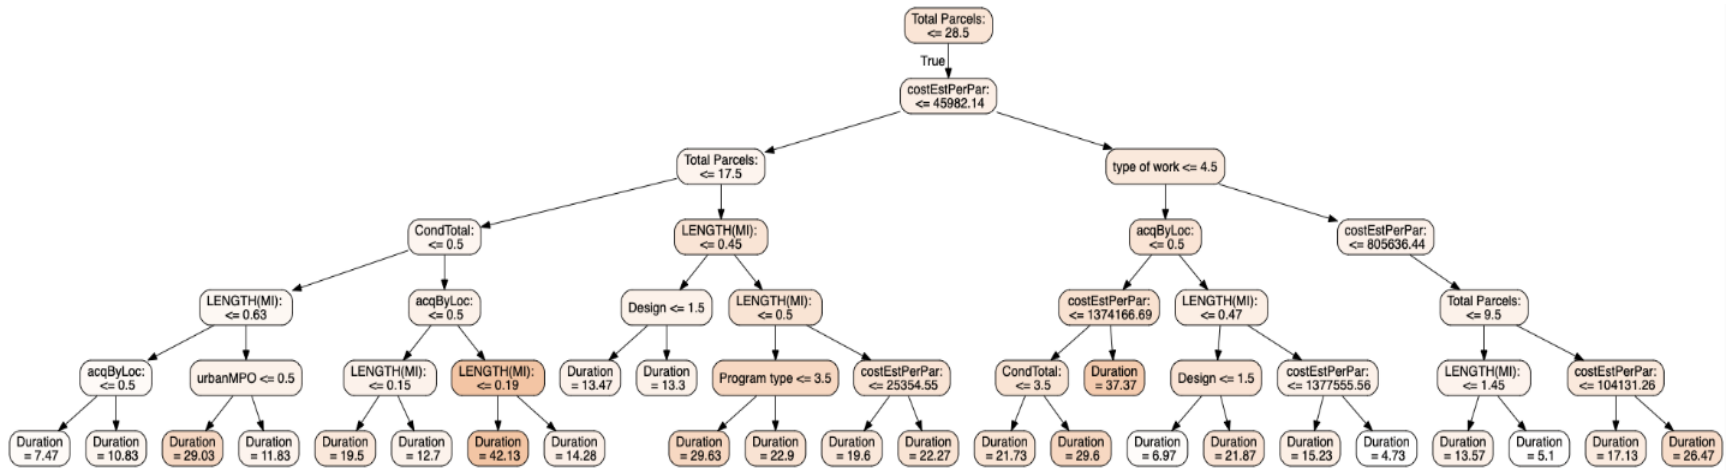 Total Parcels:
<= 28.5
True
costEstPerPar:
<= 45982.14
Total Parcels:
<= 17.5
type of work <= 4.5
CondTotal:
<= 0.5
LENGTH(MI):
<= 0.45
acqByLoc:
<= 0.5
costEstPerPar:
<= 805636.44
LENGTH(MI):
<= 0.63
acqByLoc:
<= 0.5
Design <= 1.5
LENGTH(MI):
<= 0.5
costEstPerPar:
<= 1374166.69
LENGTH(MI):
<= 0.47
Total Parcels:
<= 9.5
acqByLoc:
<= 0.5
urbanMPO <= 0.5
LENGTH(MI):
<= 0.15
LENGTH(MI):
<= 0.19
Duration
= 13.47
Duration
= 13.3
Program type <= 3.5
costEstPerPar:
<= 25354.55
CondTotal:
<= 3.5
Duration
= 37.37
Design <= 1.5
costEstPerPar:
<= 1377555.56
LENGTH(MI):
<= 1.45
costEstPerPar:
<= 104131.26
Duration
= 7.47
Duration
= 10.83
Duration
= 29.03
Duration
= 11.83
Duration
= 19.5
Duration
= 12.7
Duration
= 42.13
Duration
= 14.28
Duration
= 29.63
Duration
= 22.9
Duration
= 19.6
Duration
= 22.27
Duration
= 21.73
Duration
= 29.6
Duration
= 6.97
Duration
= 21.87
Duration
= 15.23
Duration
= 4.73
Duration
= 13.57
Duration
= 5.1
Duration
= 17.13
Duration
= 26.47